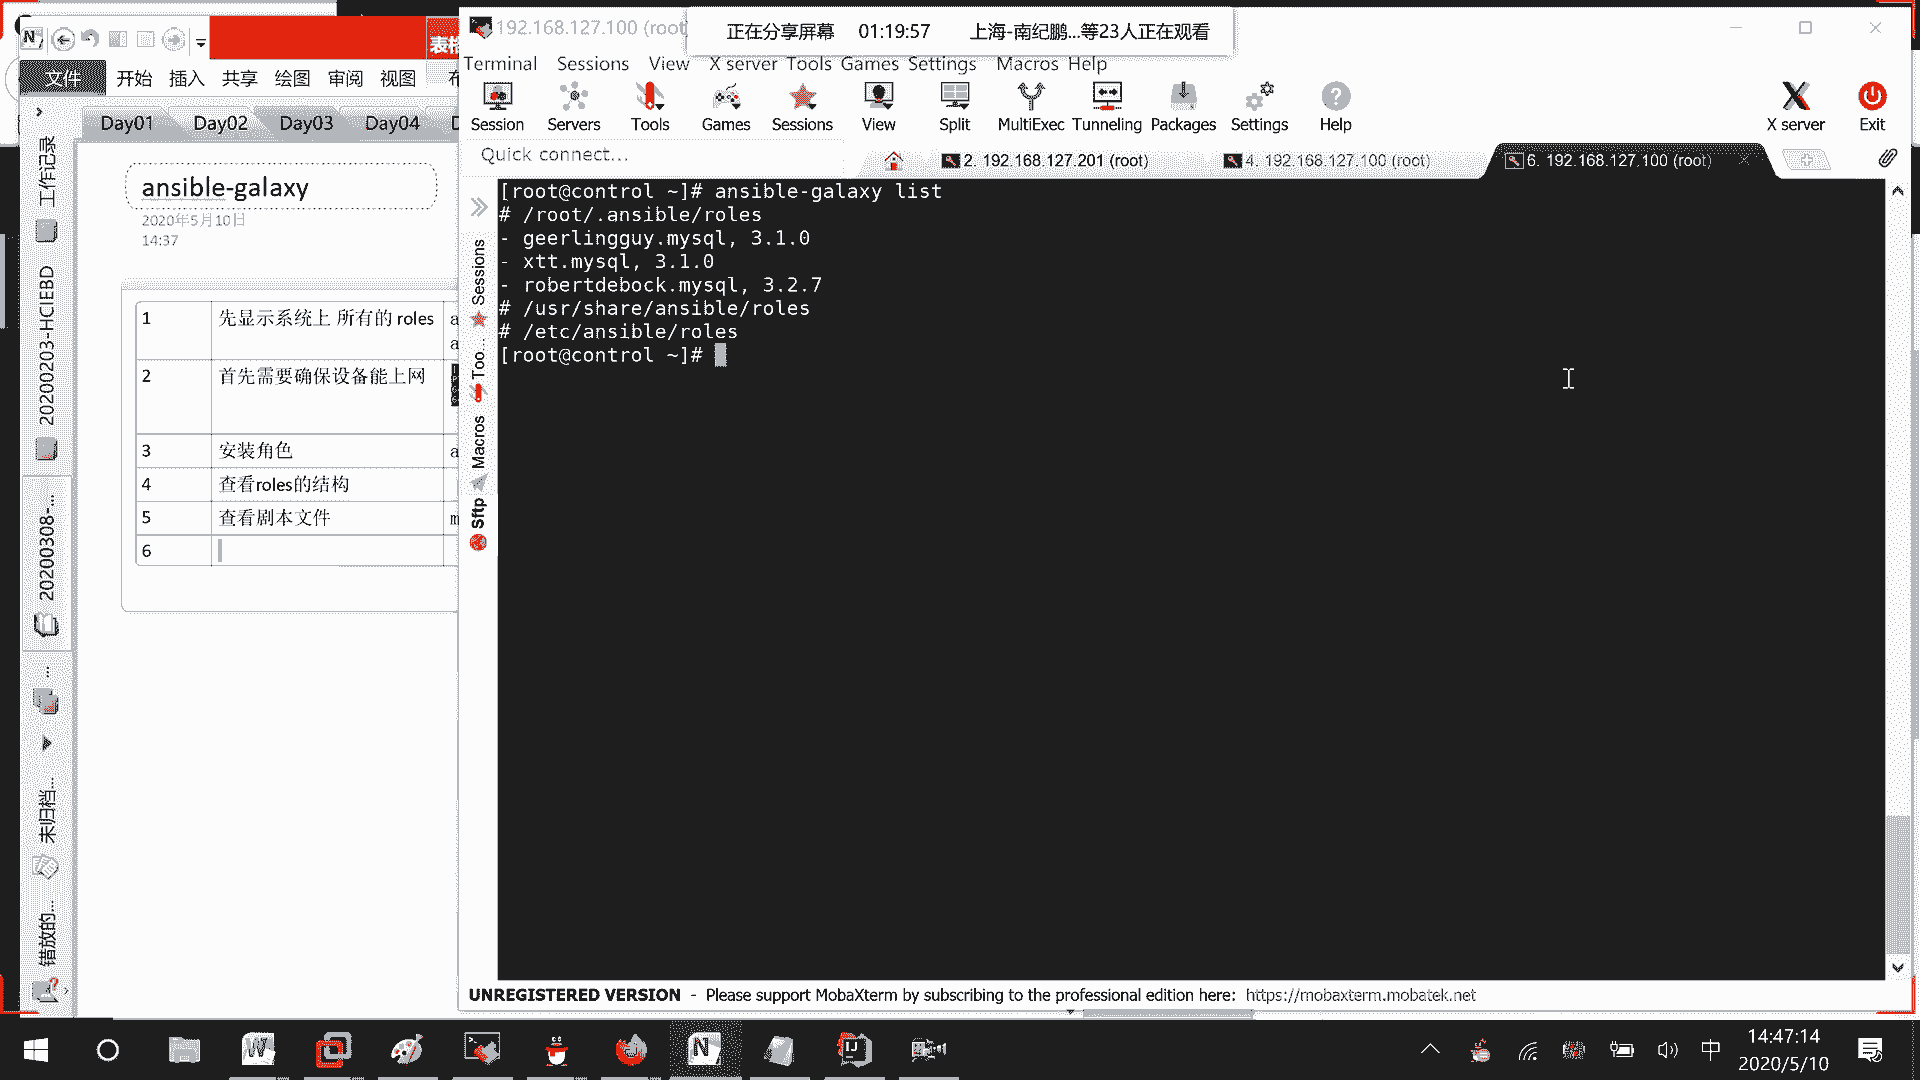 192.168.127.100 (root
正在分享屏幕 01:19:57 上海-南纪鹏...等23人正在观看
表格
文件 开始 插入 共享 绘图 审阅 视图 布
Terminal Sessions View X server Tools Games Settings Macros Help
Session Servers Tools Games Sessions View Split MultiExec Tunneling Packages Settings Help X server Exit
Day01 Day02 Day03 Day04 D
Quick connect...
2. 192.168.127.201 (root) 4. 192.168.127.100 (root) 6. 192.168.127.100 (root)
工作记录
20200203-HCIEBD
20200308-...
未归档...
错放的...
ansible-galaxy
2020年5月10日
14:37
1 先显示系统上 所有的 roles a
a
2 首先需要确保设备能上网
3 安装角色 a
4 查看roles的结构
5 查看剧本文件 m
6
Sessions
Too...
Macros
Sftp
[root@control ~]# ansible-galaxy list
# /root/.ansible/roles
- geerlingguy.mysql, 3.1.0
- xtt.mysql, 3.1.0
- robertdebock.mysql, 3.2.7
# /usr/share/ansible/roles
# /etc/ansible/roles
[root@control ~]#
UNREGISTERED VERSION - Please support MobaXterm by subscribing to the professional edition here: https://mobaxterm.mobatek.net
中
14:47:14
2020/5/10